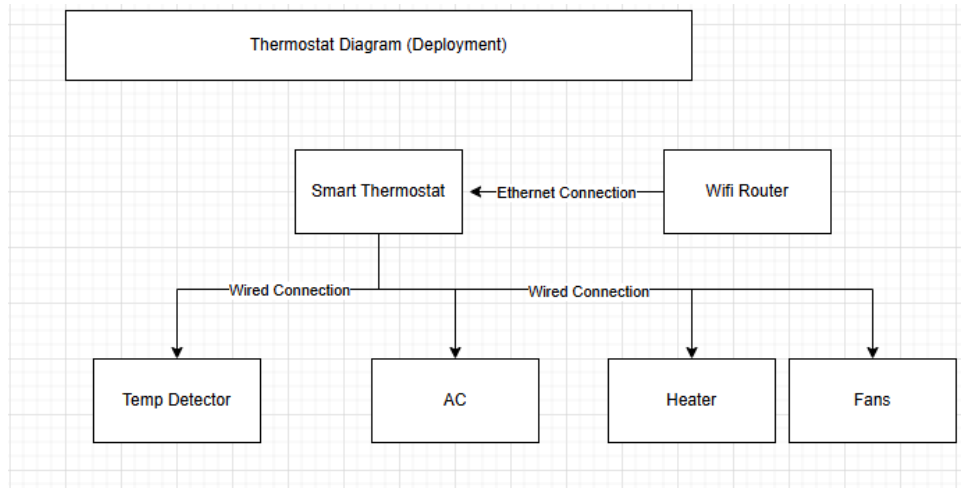 Thermostat Diagram (Deployment)
Smart Thermostat
Ethernet Connection
Wifi Router
Wired Connection
Wired Connection
Temp Detector
AC
Heater
Fans